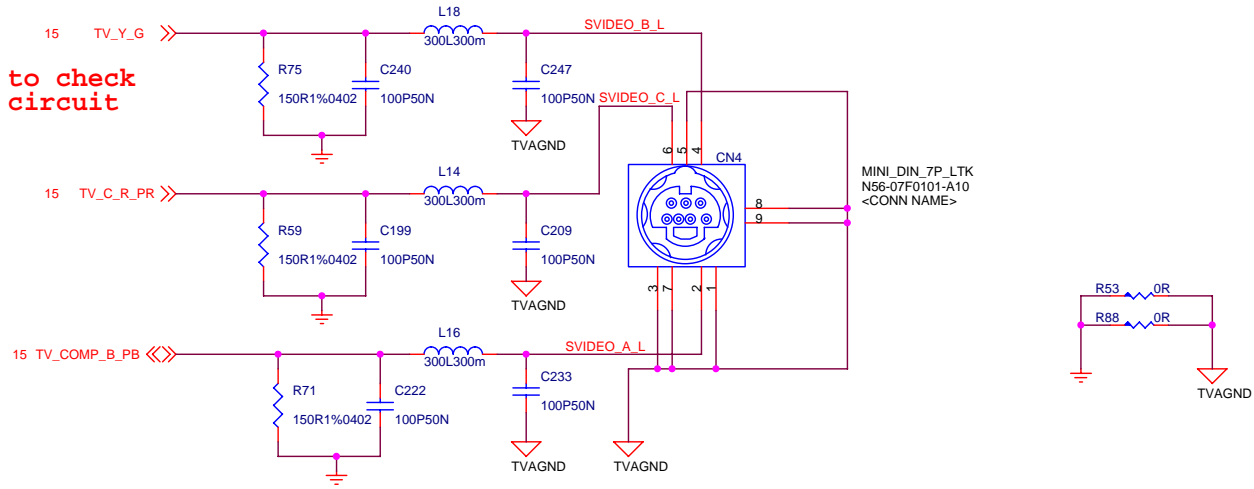 L18
15 TV_Y_G
SVIDEO_B_L
300L300m
to check
circuit
R75
150R1%0402
C240
100P50N
C247
100P50N
SVIDEO_C_L
TVAGND
6
5
4
CN4
MINI_DIN_7P_LTK
N56-07F0101-A10
<CONN NAME>
L14
15 TV_C_R_PR
300L300m
8
9
R59
150R1%0402
C199
100P50N
C209
100P50N
TVAGND
3
7
2
1
R53 0R
R88 0R
TVAGND
L16
15 TV_COMP_B_PB
SVIDEO_A_L
300L300m
R71
150R1%0402
C222
100P50N
C233
100P50N
TVAGND
TVAGND